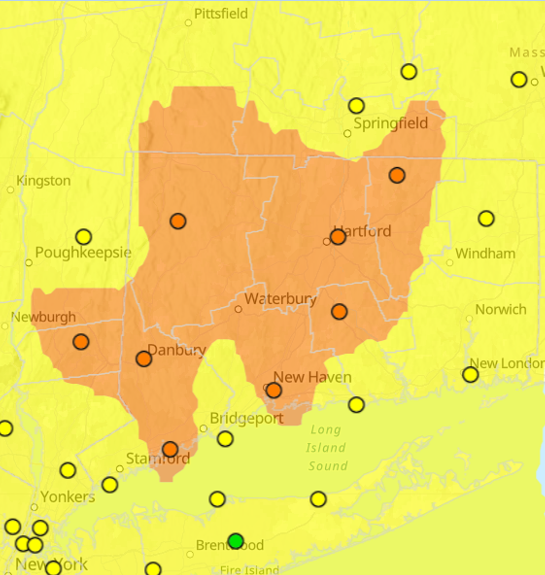 Pittsfield
Mass
W
Springfield
Kingston
Hartford
Poughkeepsie
Windham
Waterbury
Newburgh
Norwich
Danbury
New London
New Haven
Bridgeport
Long
Island
Sound
Stamford
Yonkers
Brentwood
New York
Fire Island